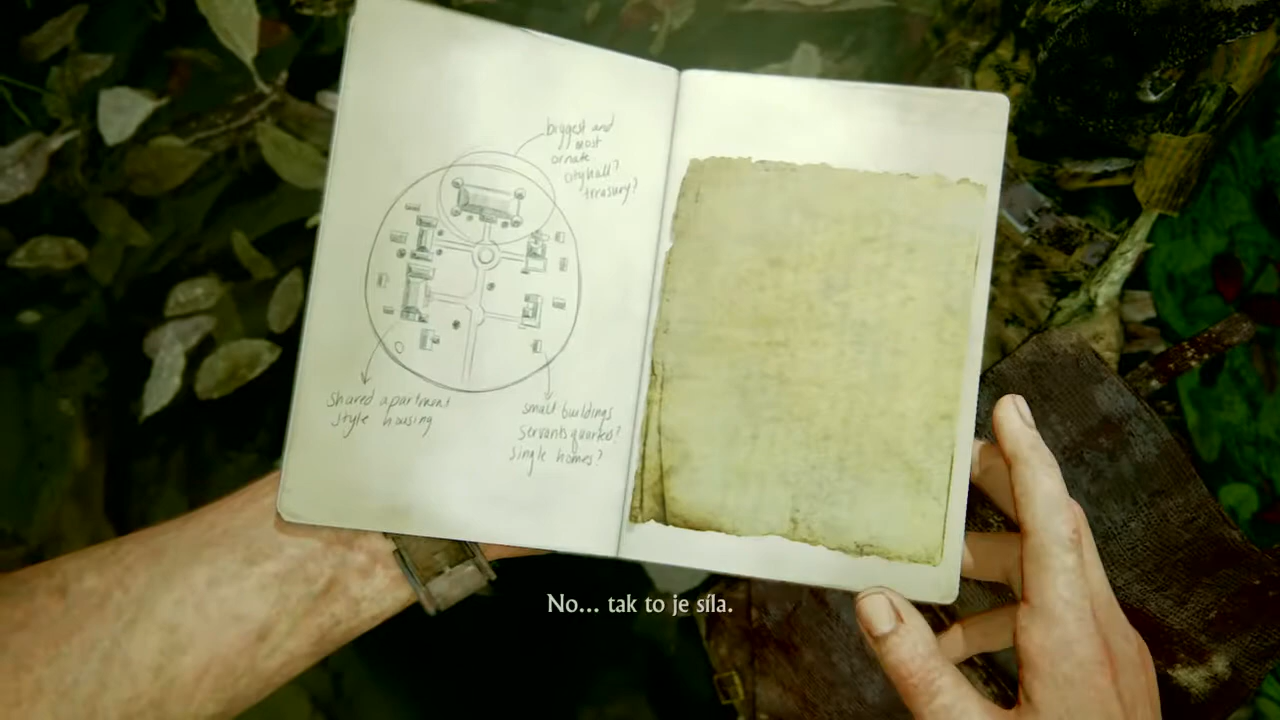 biggest and
most
ornate
city hall?
treasury?
shared apartment
style housing
small buildings
servants quarters?
single homes?
No... tak to je síla.